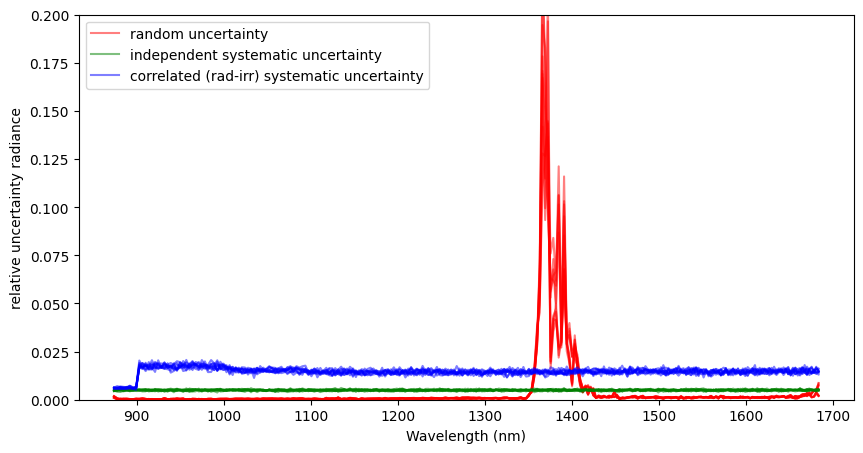 0.200
0.175
0.150
0.125
0.100
0.075
0.050
0.025
0.000
relative uncertainty radiance
random uncertainty
independent systematic uncertainty
correlated (rad-irr) systematic uncertainty
900 1000 1100 1200 1300 1400 1500 1600 1700
Wavelength (nm)